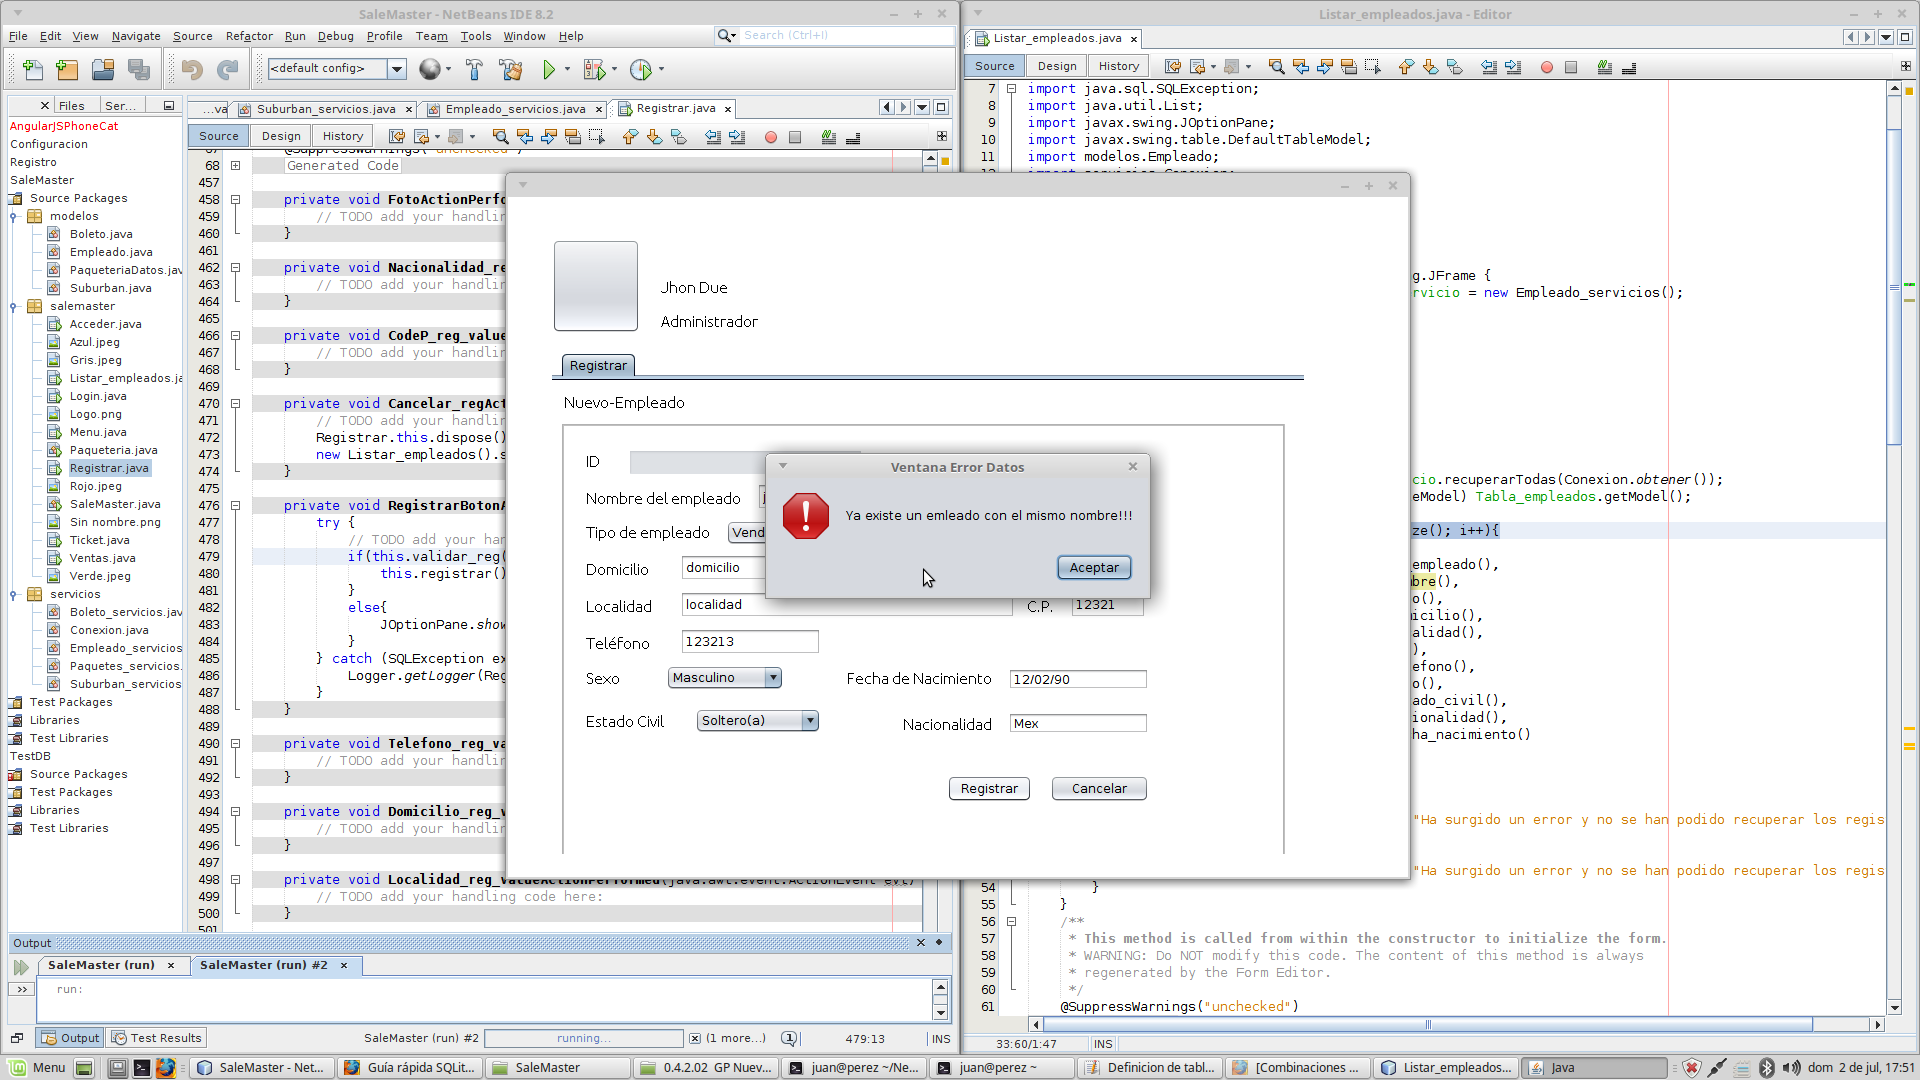 SaleMaster - NetBeans IDE 8.2
File Edit View Navigate Source Refactor Run Debug Profile Team Tools Window Help
Search (Ctrl+I)
<default config>
Files Ser...
AngularJSPhoneCat
Configuracion
Registro
SaleMaster
Source Packages
modelos
Boleto.java
Empleado.java
PaqueteriaDatos.jav
Suburban.java
salemaster
Acceder.java
Azul.jpeg
Gris.jpeg
Listar_empleados.ja
Login.java
Logo.png
Menu.java
Paqueteria.java
Registrar.java
Rojo.jpeg
SaleMaster.java
Sin nombre.png
Ticket.java
Ventas.java
Verde.jpeg
servicios
Boleto_servicios.j
Conexion.java
Empleado_servicios
Paquetes_servicios.
Suburban_servicios
Test Packages
Libraries
Test Libraries
TestDB
Source Packages
Test Packages
Libraries
Test Libraries
...va Suburban_servicios.java Empleado_servicios.java Registrar.java
Source Design History
67 @SuppressWarnings("unchecked")
68 Generated Code
457
458 private void FotoActionPerfo
459 // TODO add your handlin
460 }
461
462 private void Nacionalidad_re
463 // TODO add your handlin
464 }
465
466 private void CodeP_reg_value
467 // TODO add your handlin
468 }
469
470 private void Cancelar_regAct
471 // TODO add your handlin
472 Registrar.this.dispose()
473 new Listar_empleados().s
474 }
475
476 private void RegistrarBotonA
477 try {
478 // TODO add your han
479 if(this.validar_reg(
480 this.registrar()
481 }
482 else{
483 JOptionPane.show
484 }
485 } catch (SQLException ex
486 Logger.getLogger(Reg
487 }
488 }
489
490 private void Telefono_reg_va
491 // TODO add your handlin
492 }
493
494 private void Domicilio_reg_v
495 // TODO add your handlin
496 }
497
498 private void Localidad_reg_valueActionPerformed(java.awt.event.ActionEvent evt)
499 // TODO add your handling code here:
500 }
501
Output
SaleMaster (run) SaleMaster (run) #2
run:
Output Test Results SaleMaster (run) #2 running... (1 more...) 1 479:13 INS
Jhon Due
Administrador
Registrar
Nuevo-Empleado
ID
Nombre del empleado j
Tipo de empleado Vend
Domicilio domicilio
Localidad localidad C.P. 12321
Teléfono 123213
Sexo Masculino Fecha de Nacimiento 12/02/90
Estado Civil Soltero(a) Nacionalidad Mex
Registrar Cancelar
Ventana Error Datos
Ya existe un emleado con el mismo nombre!!!
Aceptar
Listar_empleados.java - Editor
Listar_empleados.java
Source Design History
7 import java.sql.SQLException;
8 import java.util.List;
9 import javax.swing.JOptionPane;
10 import javax.swing.table.DefaultTableModel;
11 import modelos.Empleado;
12 import servicios.Conexion;
g.JFrame {
rvicio = new Empleado_servicios();
cio.recuperarTodas(Conexion.obtener());
eModel) Tabla_empleados.getModel();
ze(); i++){
empleado(),
bre(),
o(),
icilio(),
alidad(),
),
efono(),
o(),
ado_civil(),
ionalidad(),
ha_nacimiento()
"Ha surgido un error y no se han podido recuperar los regis
"Ha surgido un error y no se han podido recuperar los regis
54 }
55 }
56 /**
57 * This method is called from within the constructor to initialize the form.
58 * WARNING: Do NOT modify this code. The content of this method is always
59 * regenerated by the Form Editor.
60 */
61 @SuppressWarnings("unchecked")
33:60/1:47 INS
Menu SaleMaster - Net... Guía rápida SQLit... SaleMaster 0.4.2.02 GP Nuev... juan@perez ~/Ne... juan@perez ~ Definicion de tabl... [Combinaciones ... Listar_empleados... Java dom 2 de jul, 17:51